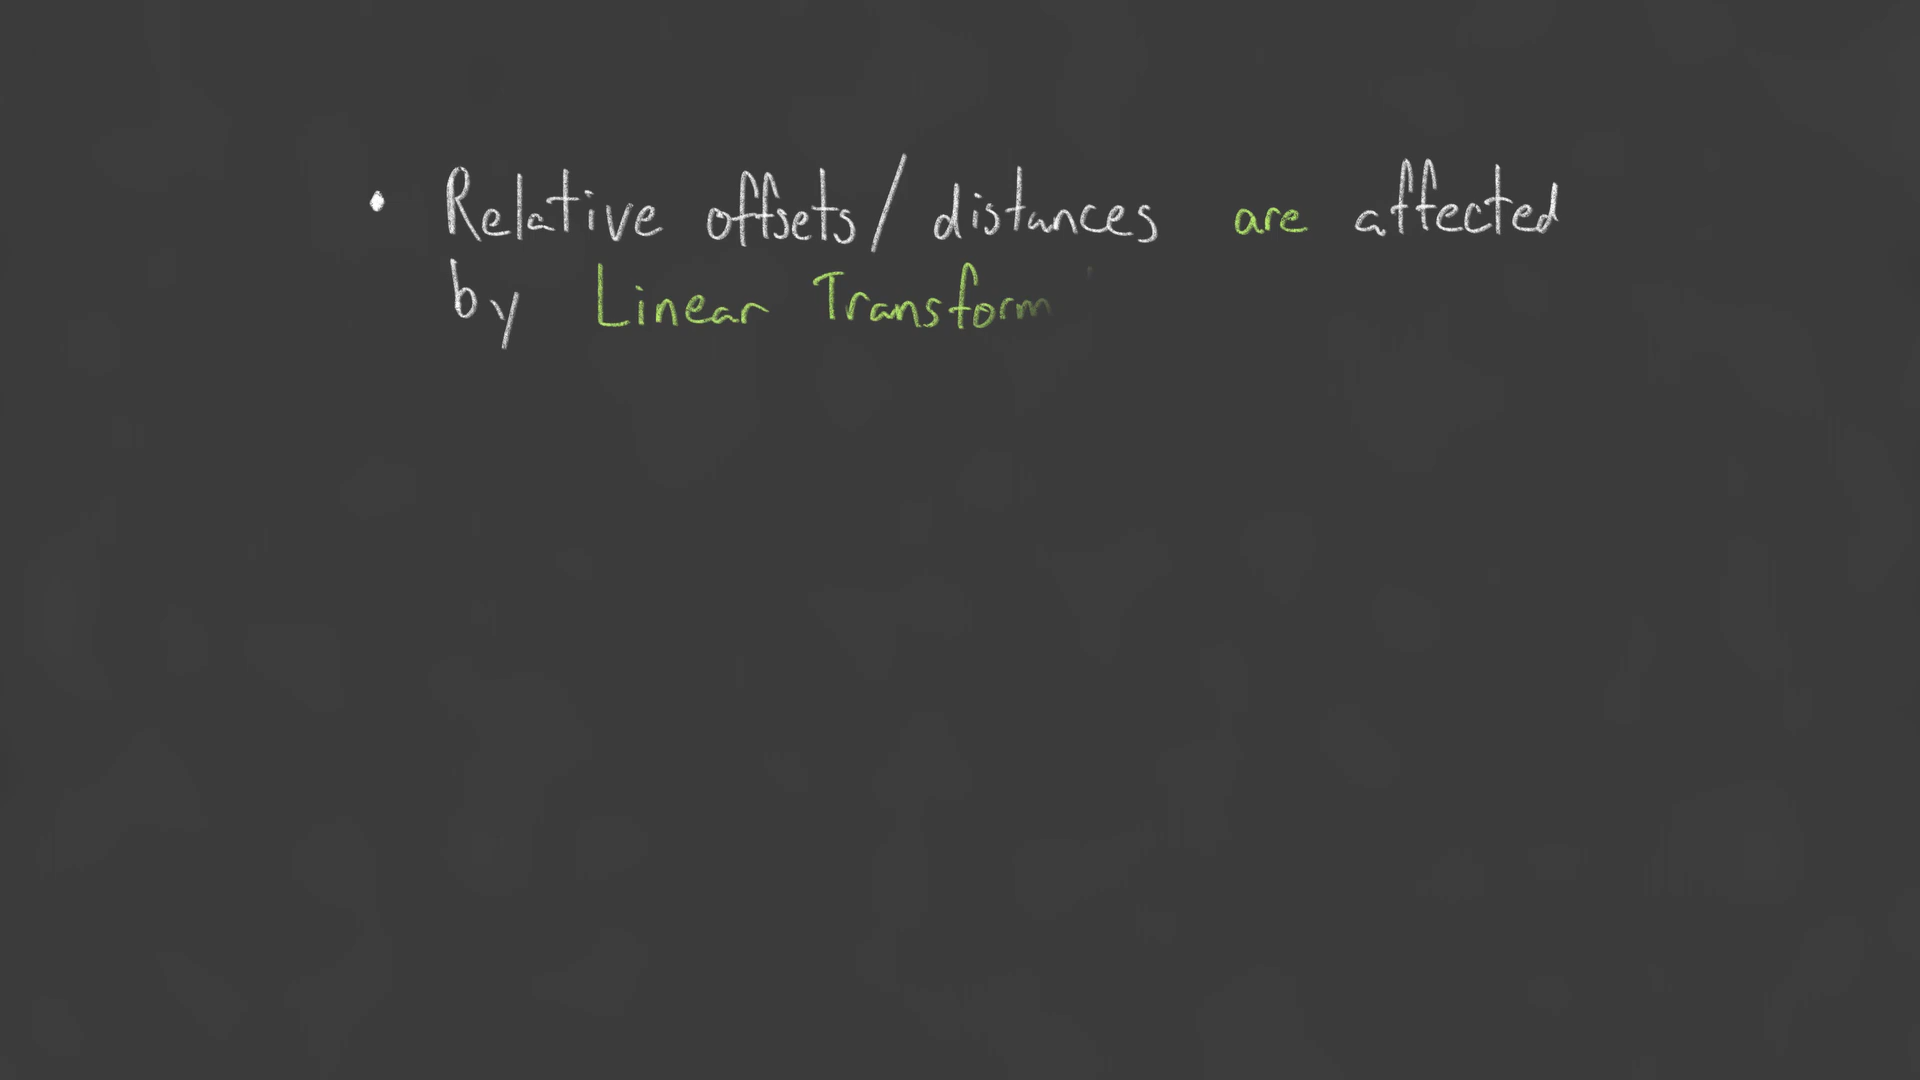 • Relative offsets/ distances are affected
by Linear Transform